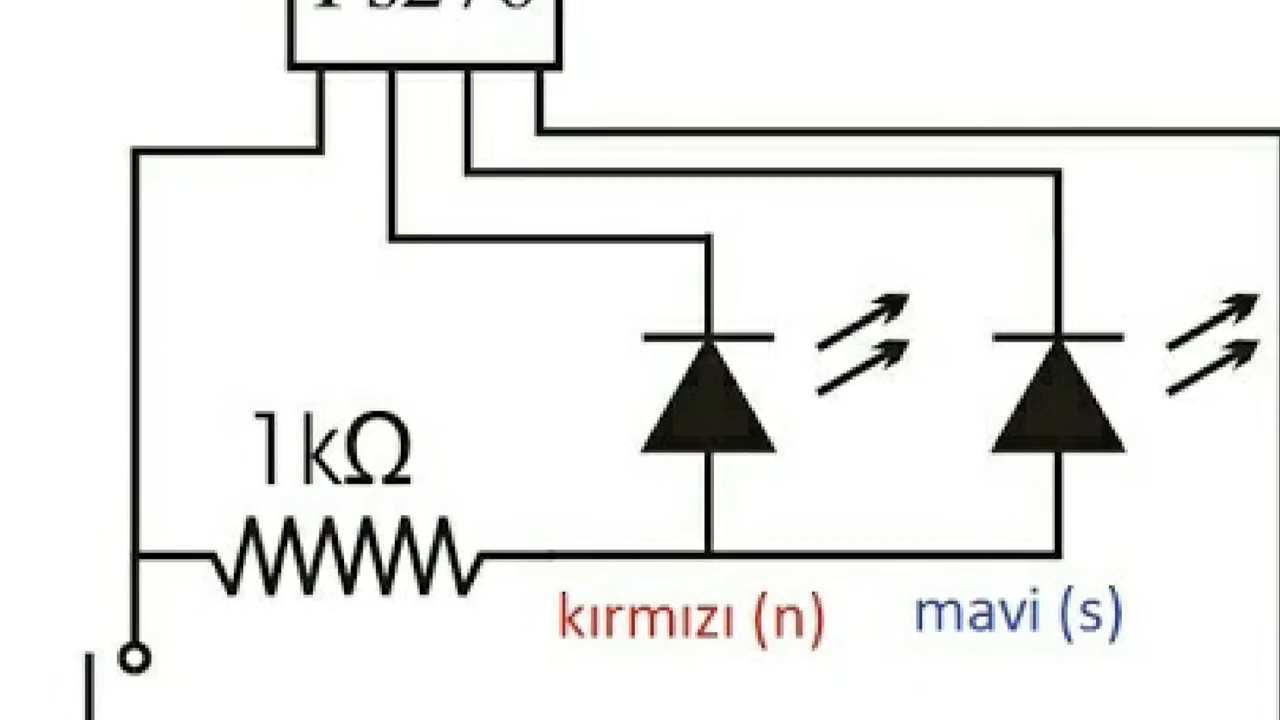 1kΩ
kırmızı (n)
mavi (s)